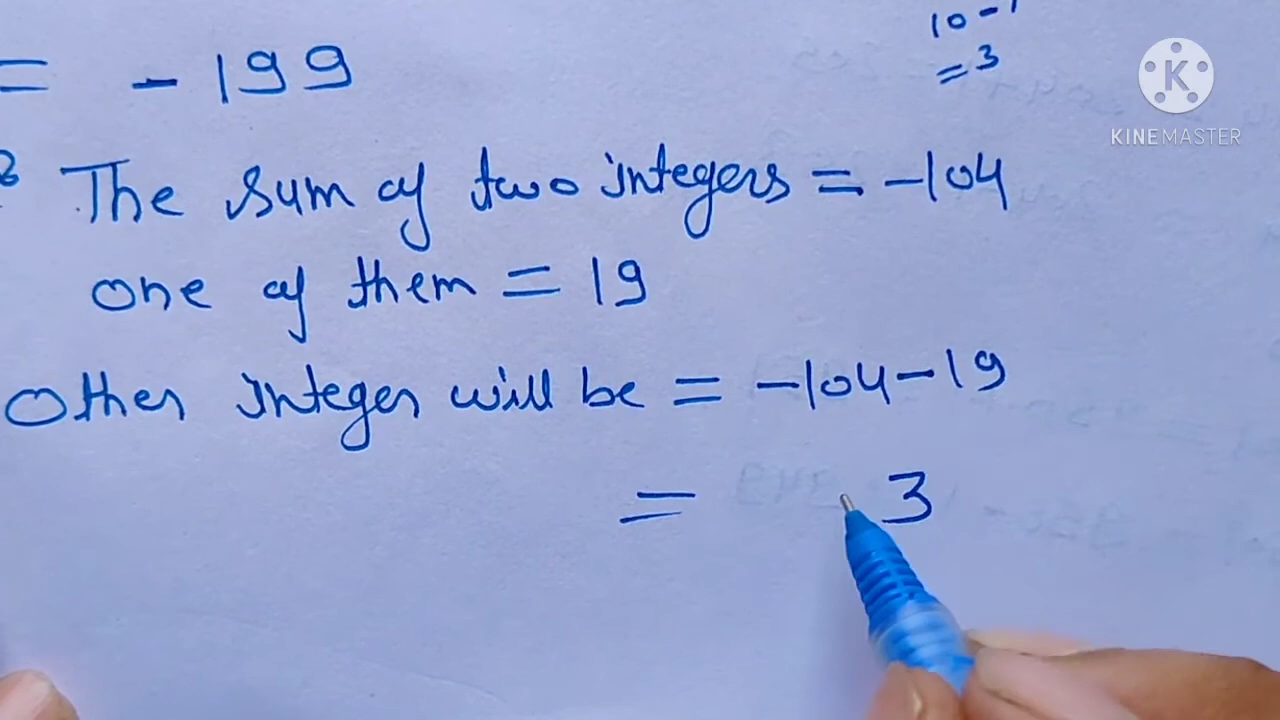 = -199
10-
=3
KINEMASTER
The sum of two integers = -104
one of them = 19
Other integer will be = -104-19
= 3